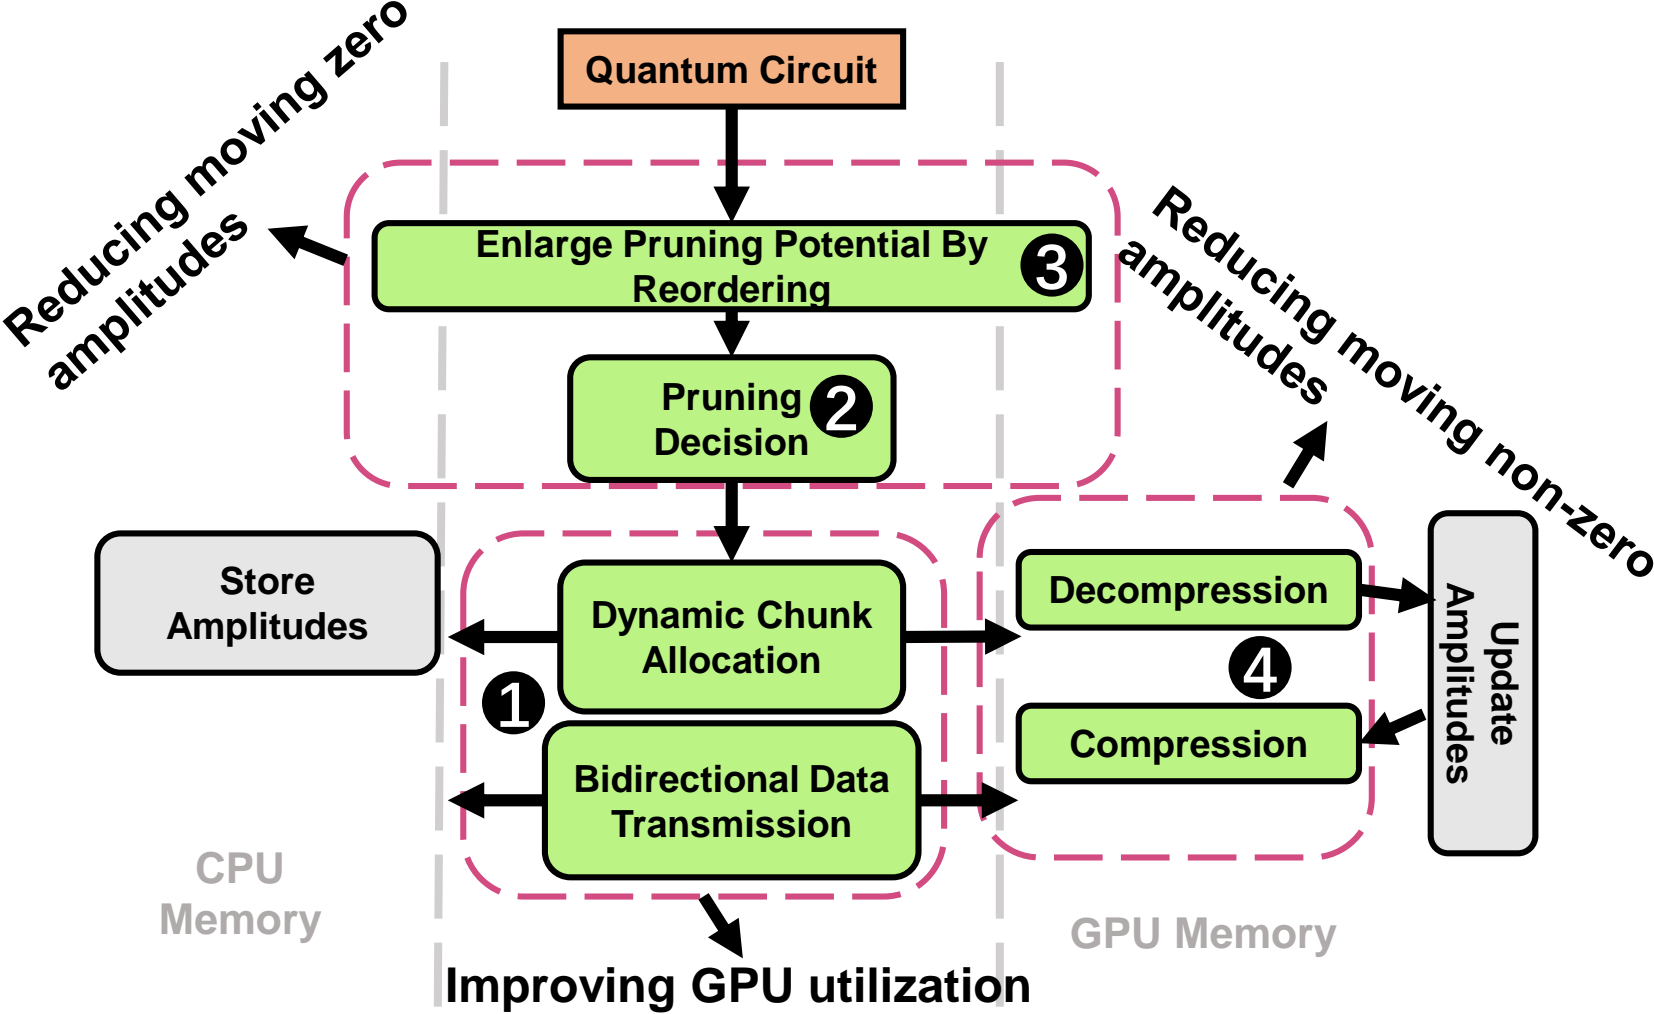 Quantum Circuit
Reducing moving zero
amplitudes
Enlarge Pruning Potential By
Reordering
3
Reducing moving non-zero
amplitudes
Pruning
Decision
2
Store
Amplitudes
Dynamic Chunk
Allocation
1
Bidirectional Data
Transmission
Decompression
4
Compression
Update
Amplitudes
CPU
Memory
GPU Memory
Improving GPU utilization